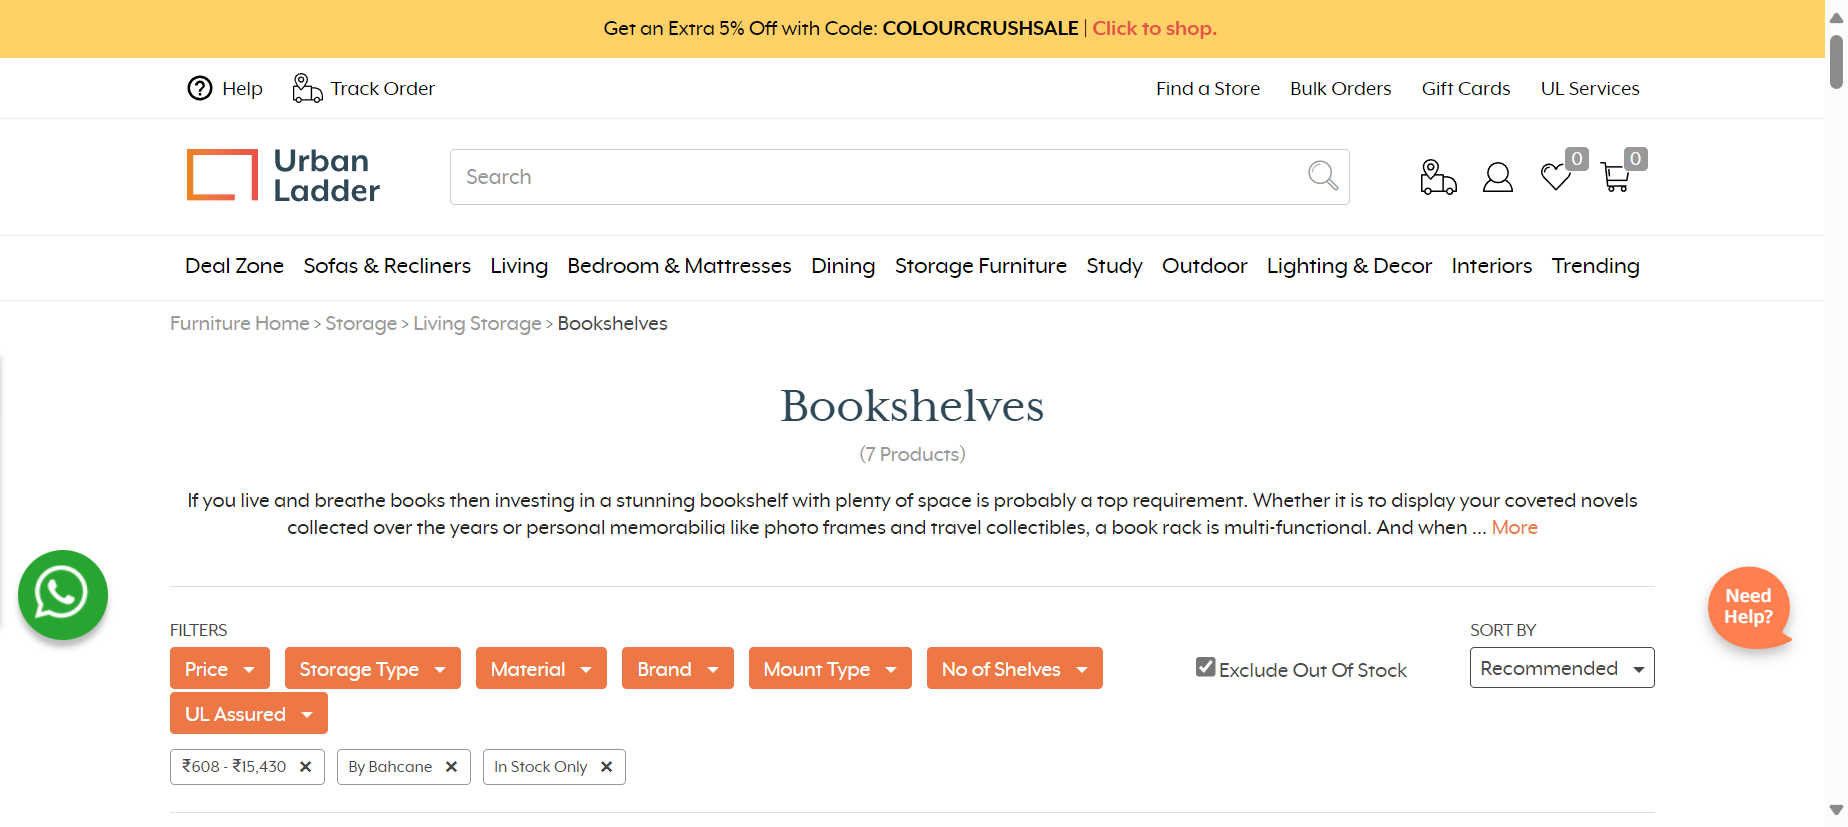 Get an Extra 5% Off with Code: COLOURCRUSHSALE | Click to shop.
Help Track Order Find a Store Bulk Orders Gift Cards UL Services
Urban
Ladder
Search
0
0
Deal Zone Sofas & Recliners Living Bedroom & Mattresses Dining Storage Furniture Study Outdoor Lighting & Decor Interiors Trending
Furniture Home > Storage > Living Storage > Bookshelves
Bookshelves
(7 Products)
If you live and breathe books then investing in a stunning bookshelf with plenty of space is probably a top requirement. Whether it is to display your coveted novels
collected over the years or personal memorabilia like photo frames and travel collectibles, a book rack is multi-functional. And when ... More
Need
Help?
FILTERS SORT BY
Price Storage Type Material Brand Mount Type No of Shelves Exclude Out Of Stock Recommended
UL Assured
₹608 - ₹15,430 × By Bahcane × In Stock Only ×